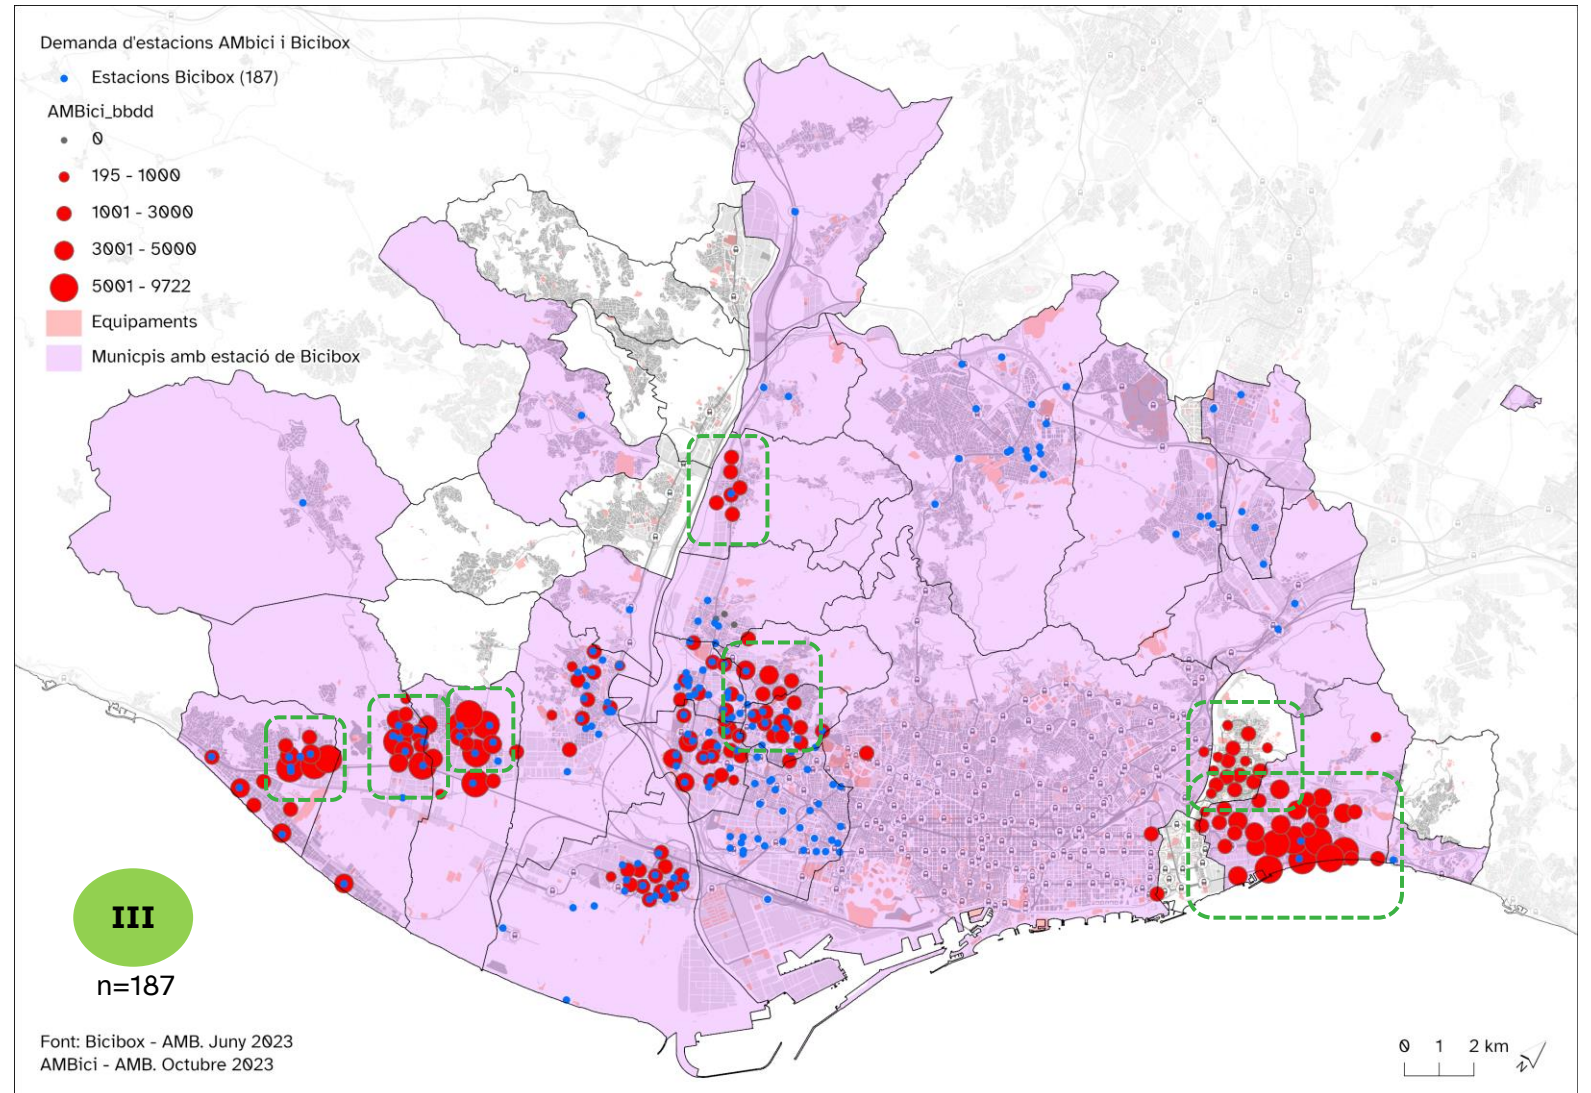 Demanda d'estacions AMbici i Bicibox
Estacions Bicibox (187)
AMBici_bbdd
0
195 - 1000
1001 - 3000
3001 - 5000
5001 - 9722
Equipaments
Municpis amb estació de Bicibox
III
n=187
Font: Bicibox - AMB. Juny 2023
AMBici - AMB. Octubre 2023
0 1 2 km
N